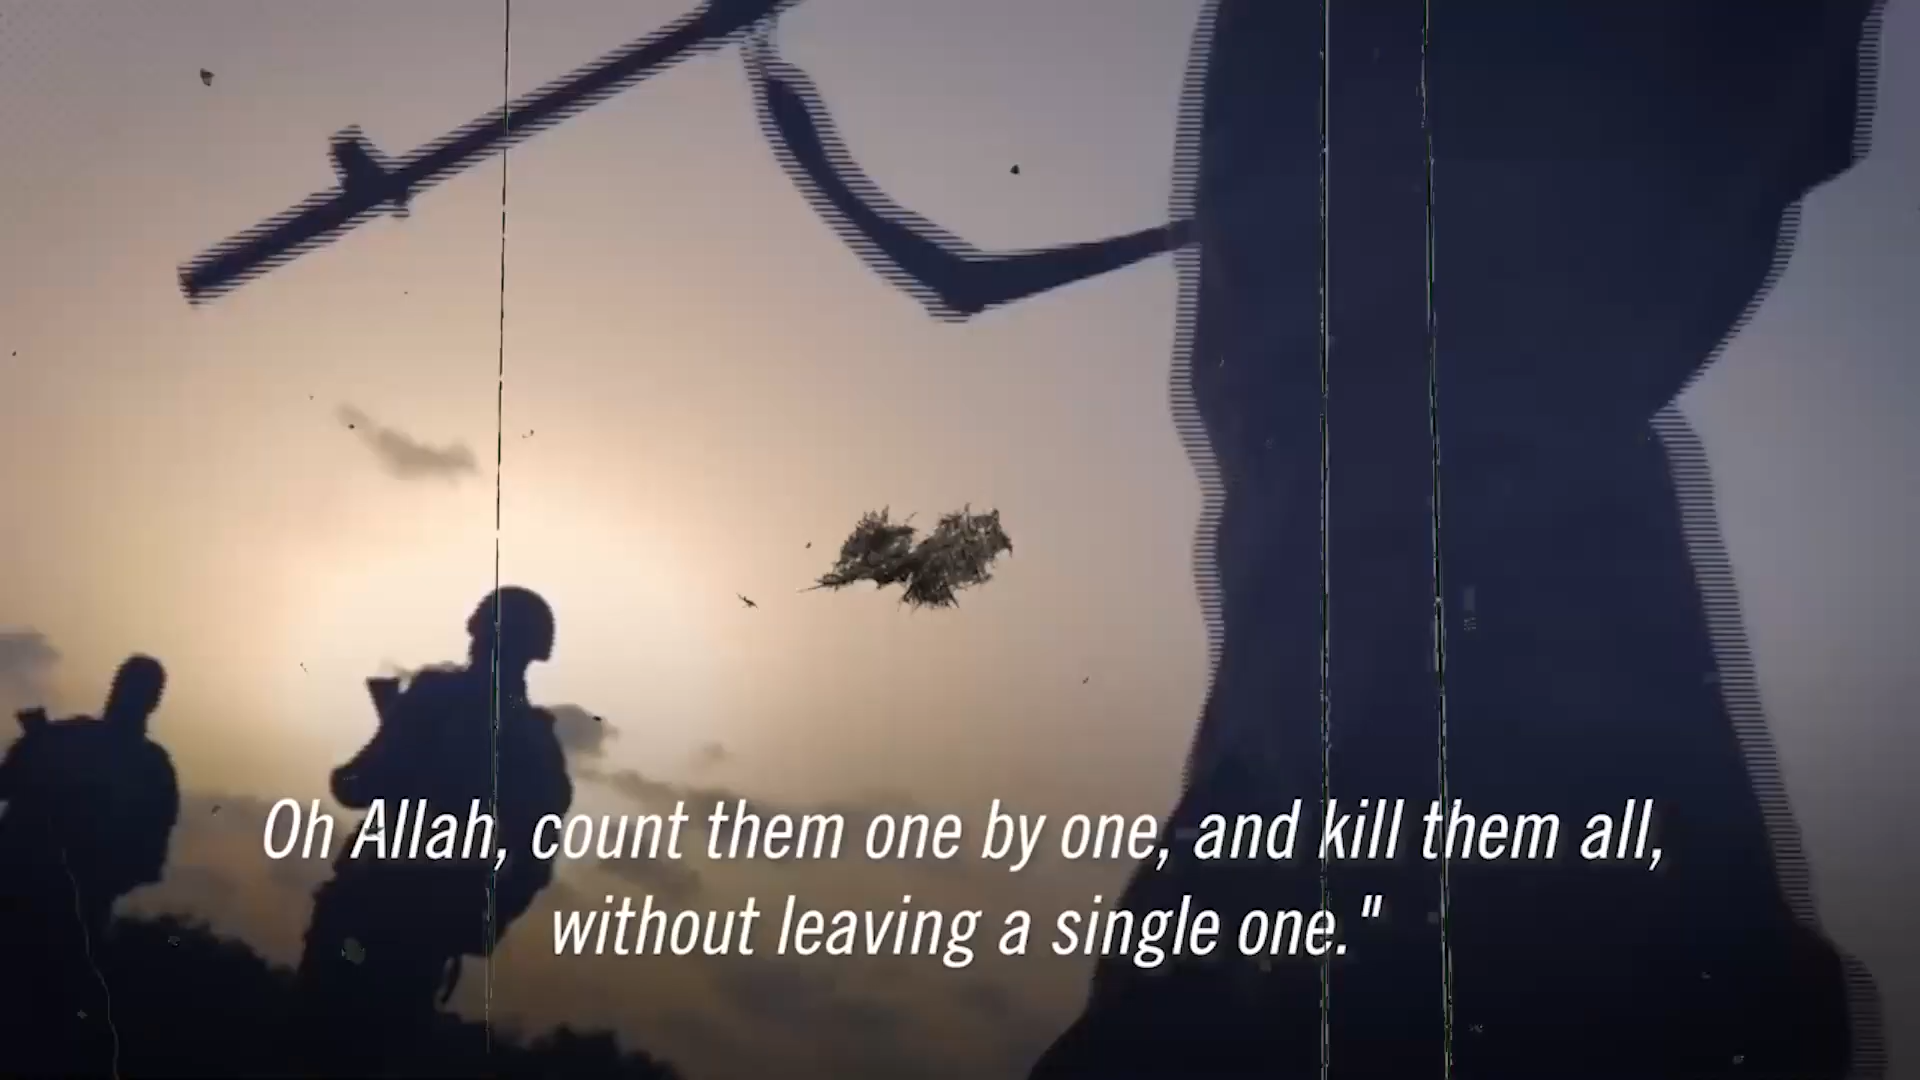 Oh Allah, count them one by one, and kill them all,
without leaving a single one."